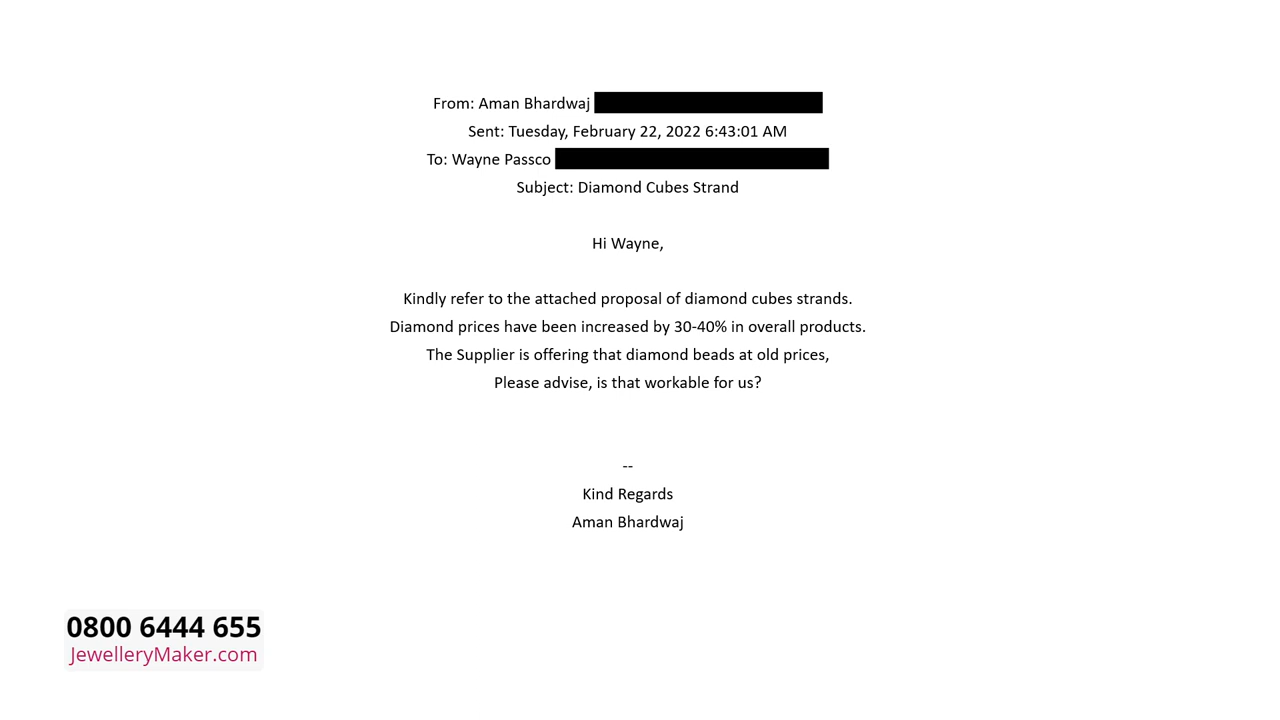 From: Aman Bhardwaj
Sent: Tuesday, February 22, 2022 6:43:01 AM
To: Wayne Passco
Subject: Diamond Cubes Strand
Hi Wayne,
Kindly refer to the attached proposal of diamond cubes strands.
Diamond prices have been increased by 30-40% in overall products.
The Supplier is offering that diamond beads at old prices,
Please advise, is that workable for us?
--
Kind Regards
Aman Bhardwaj
0800 6444 655
JewelleryMaker.com